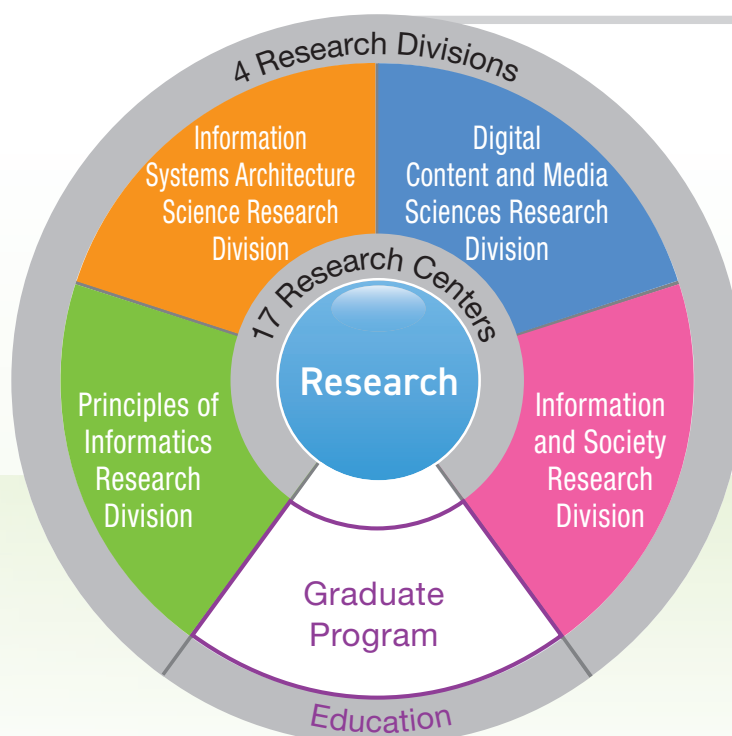 4 Research Divisions
Information
Systems Architecture
Science Research
Division
Digital
Content and Media
Sciences Research
Division
17 Research Centers
Research
Principles of
Informatics
Research
Division
Information
and Society
Research
Division
Graduate
Program
Education